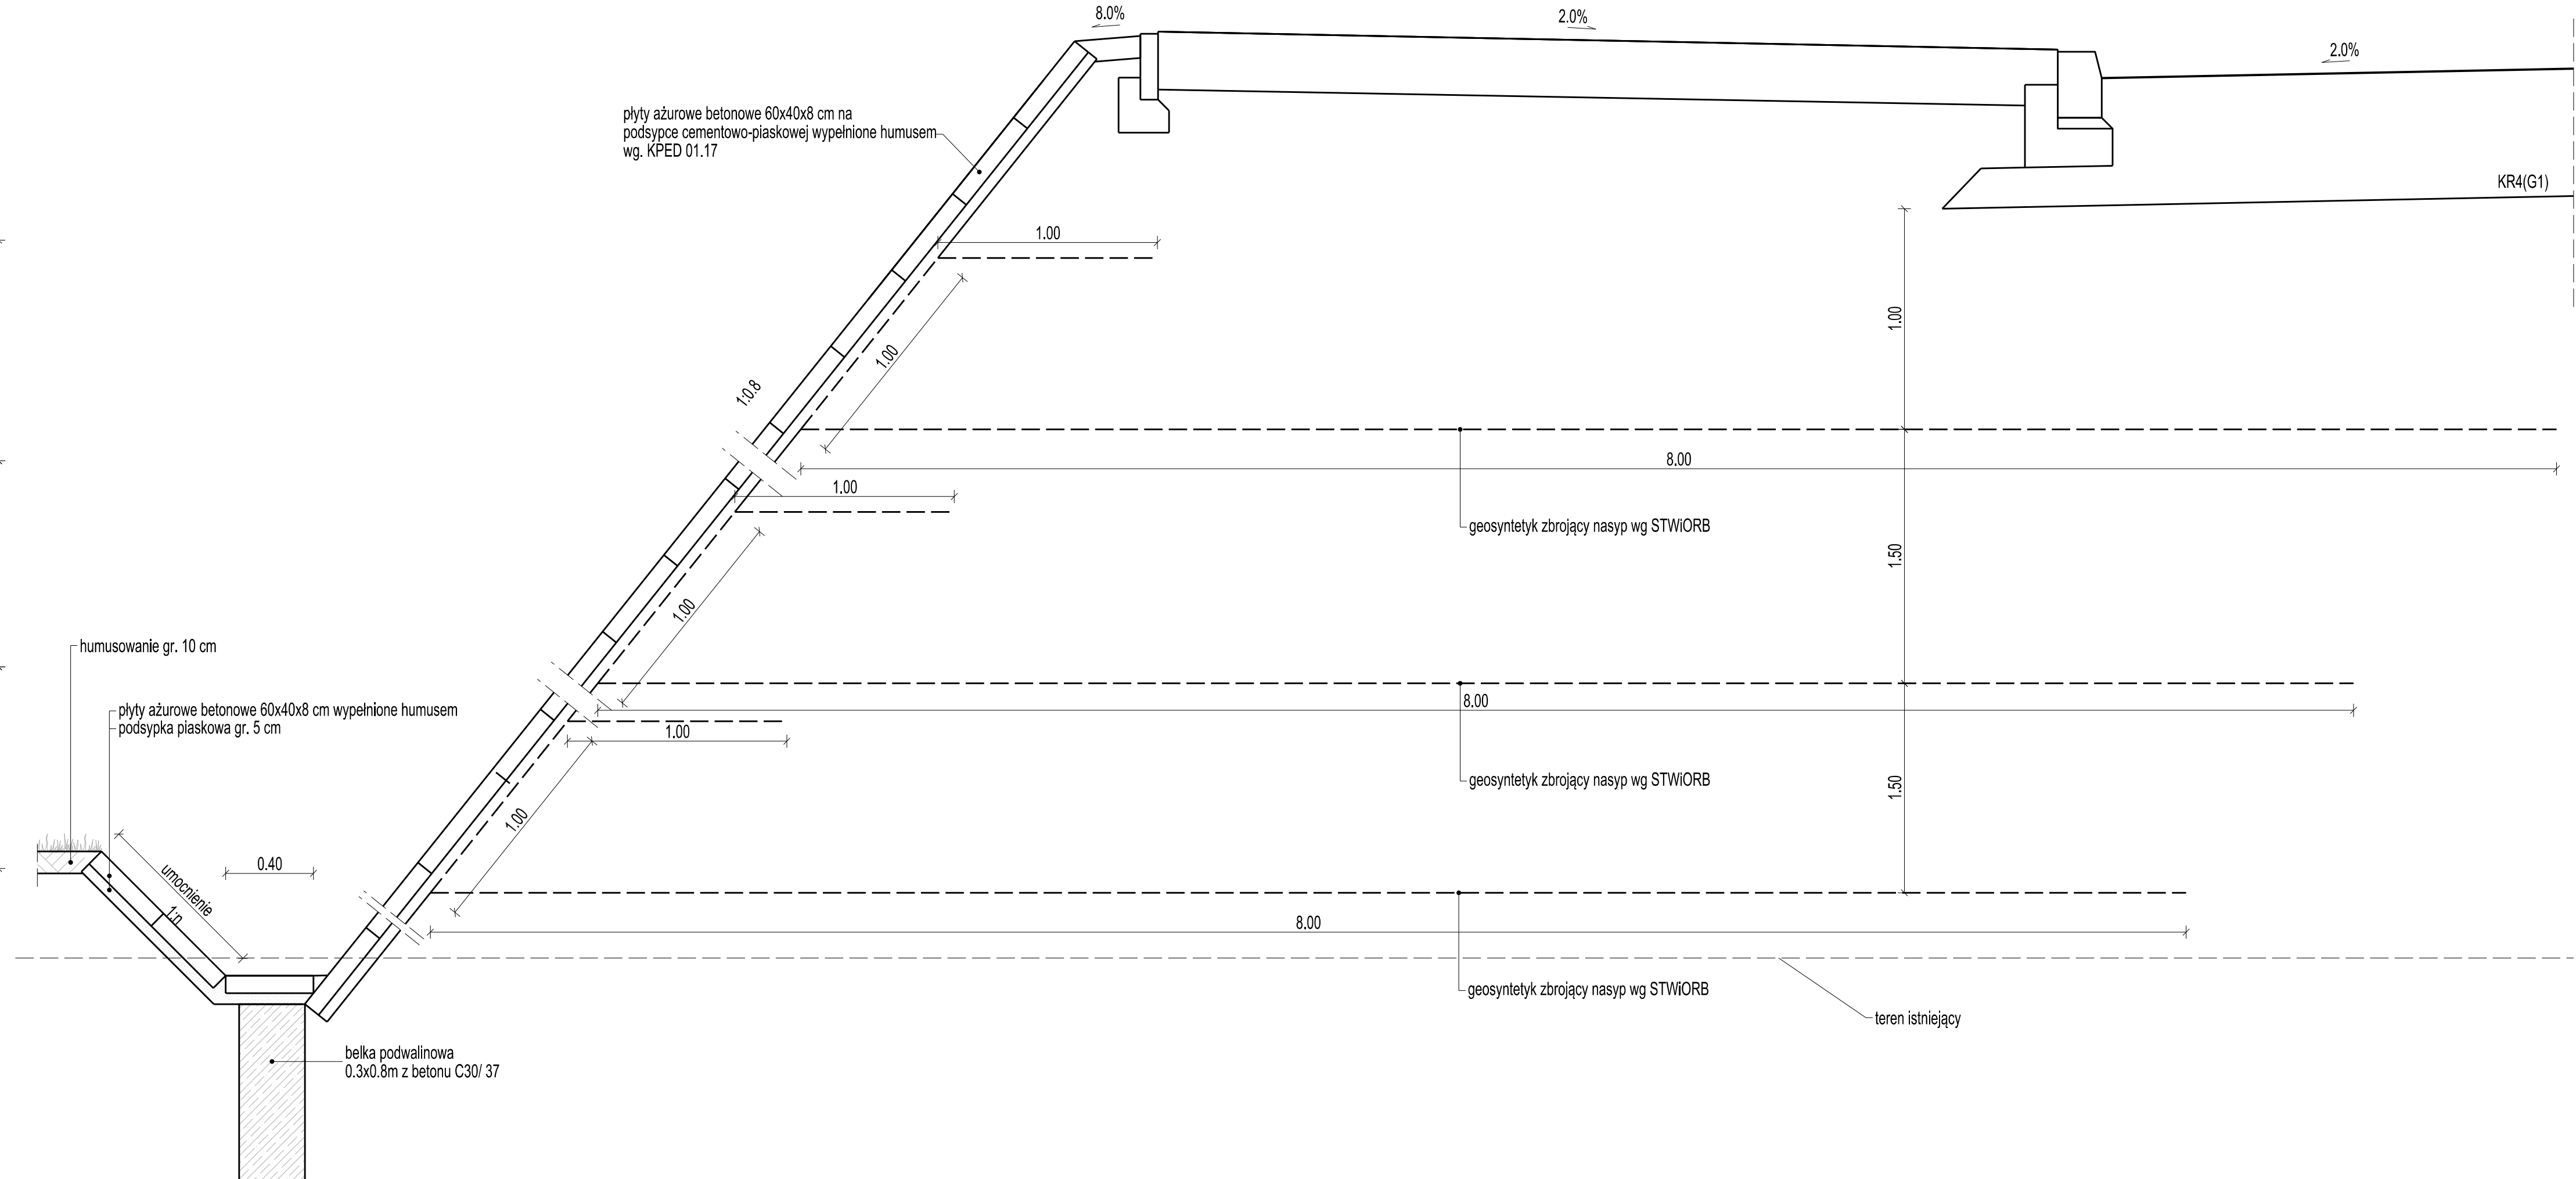 8.0%
2.0%
2.0%
płyty ażurowe betonowe 60x40x8 cm na
podsypce cementowo-piaskowej wypełnione humusem
wg. KPED 01.17
KR4(G1)
1.00
1.00
1.00
1:0.8
8.00
1.00
geosyntetyk zbrojący nasyp wg STWiORB
1.50
1.00
humusowanie gr. 10 cm
8.00
płyty ażurowe betonowe 60x40x8 cm wypełnione humusem
podsypka piaskowa gr. 5 cm
1.00
geosyntetyk zbrojący nasyp wg STWiORB
1.50
1.00
0.40
umocnienie
1:n
8.00
geosyntetyk zbrojący nasyp wg STWiORB
teren istniejący
belka podwalinowa
0.3x0.8m z betonu C30/ 37